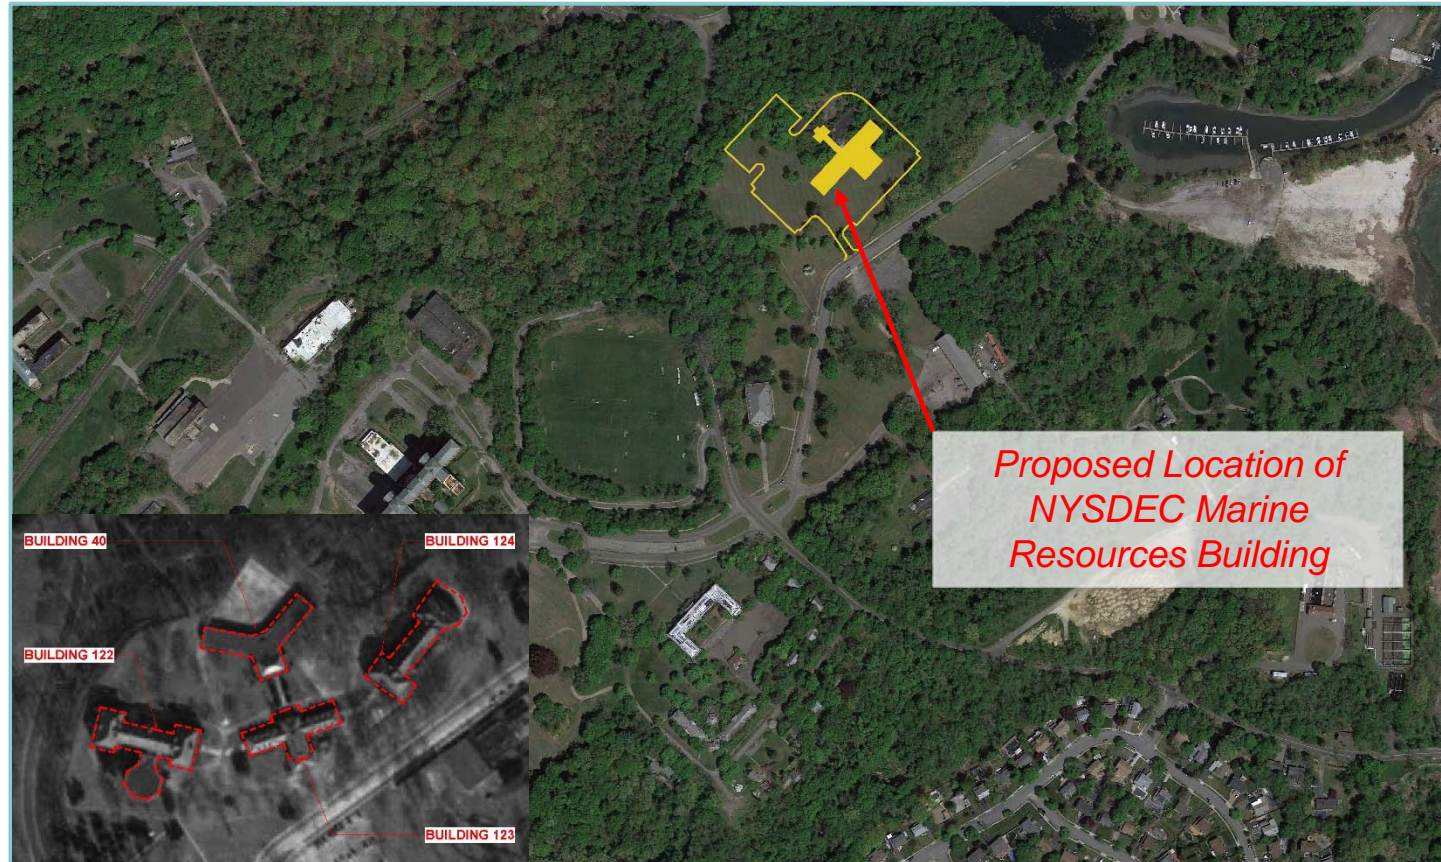 Proposed Location of
NYSDEC Marine
Resources Building
BUILDING 40
BUILDING 124
BUILDING 122
BUILDING 123